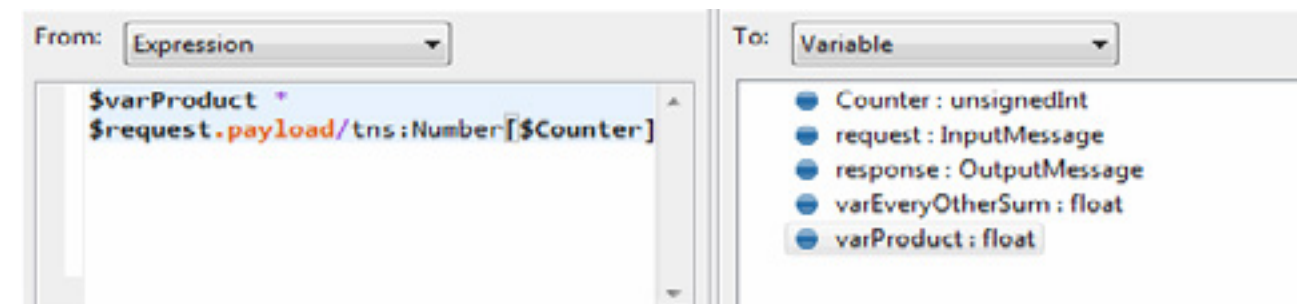 From: Expression
$varProduct *
$request.payload/tns:Number[$Counter]
To: Variable
Counter : unsignedInt
request : InputMessage
response : OutputMessage
varEveryOtherSum : float
varProduct : float